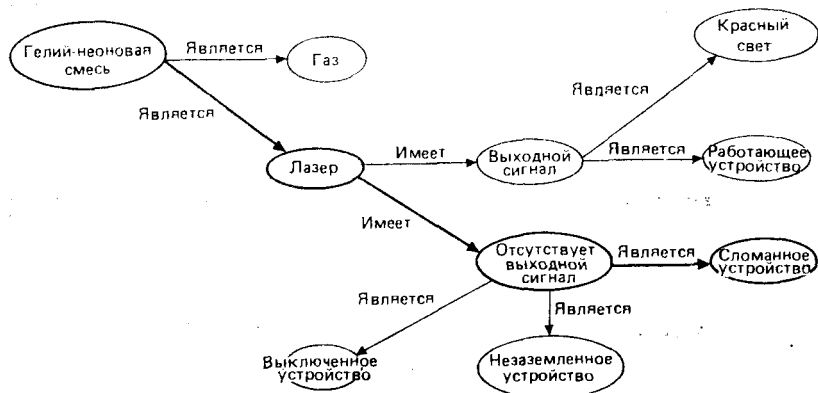 Красный
свет
Гелий-неоновая
смесь
Является
Газ
Является
Является
Лазер
Имеет
Выходной
сигнал
Является
Работающее
устройство
Имеет
Отсутствует
выходной
сигнал
Является
Сломанное
устройство
Является
Является
Выключенное
устройство
Незаземленное
устройство